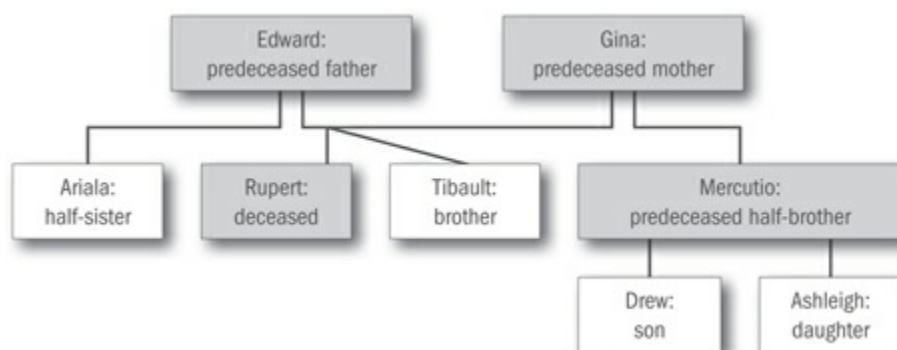 Edward:
predeceased father
Gina:
predeceased mother
Ariala:
half-sister
Rupert:
deceased
Tibault:
brother
Mercutio:
predeceased half-brother
Drew:
son
Ashleigh:
daughter